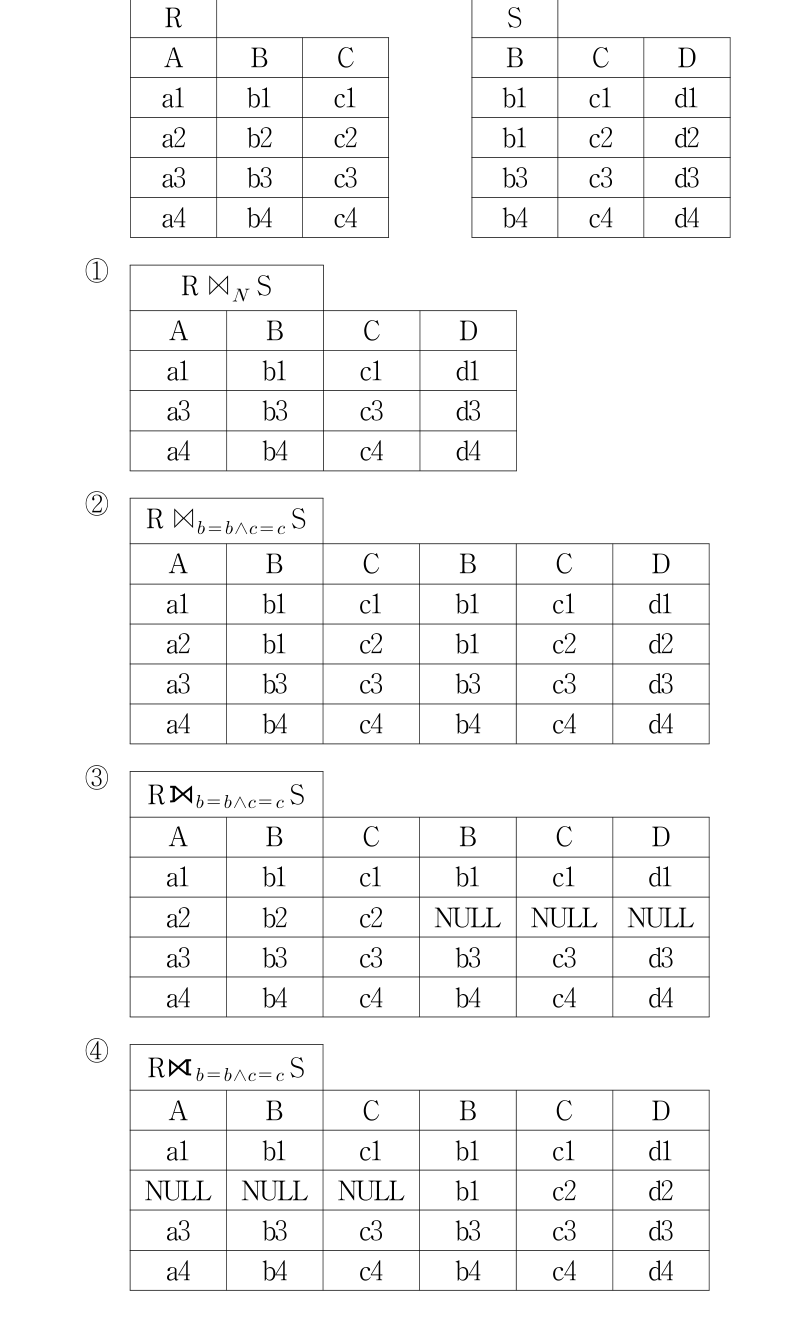 R S
A B C B C D
a1 b1 c1 b1 c1 d1
a2 b2 c2 b1 c2 d2
a3 b3 c3 b3 c3 d3
a4 b4 c4 b4 c4 d4
① R ⋈N S
A B C D
a1 b1 c1 d1
a3 b3 c3 d3
a4 b4 c4 d4
② R ⋈b=b∧c=c S
A B C B C D
a1 b1 c1 b1 c1 d1
a2 b1 c2 b1 c2 d2
a3 b3 c3 b3 c3 d3
a4 b4 c4 b4 c4 d4
③ R⟕b=b∧c=c S
A B C B C D
a1 b1 c1 b1 c1 d1
a2 b2 c2 NULL NULL NULL
a3 b3 c3 b3 c3 d3
a4 b4 c4 b4 c4 d4
④ R⟖b=b∧c=c S
A B C B C D
a1 b1 c1 b1 c1 d1
NULL NULL NULL b1 c2 d2
a3 b3 c3 b3 c3 d3
a4 b4 c4 b4 c4 d4